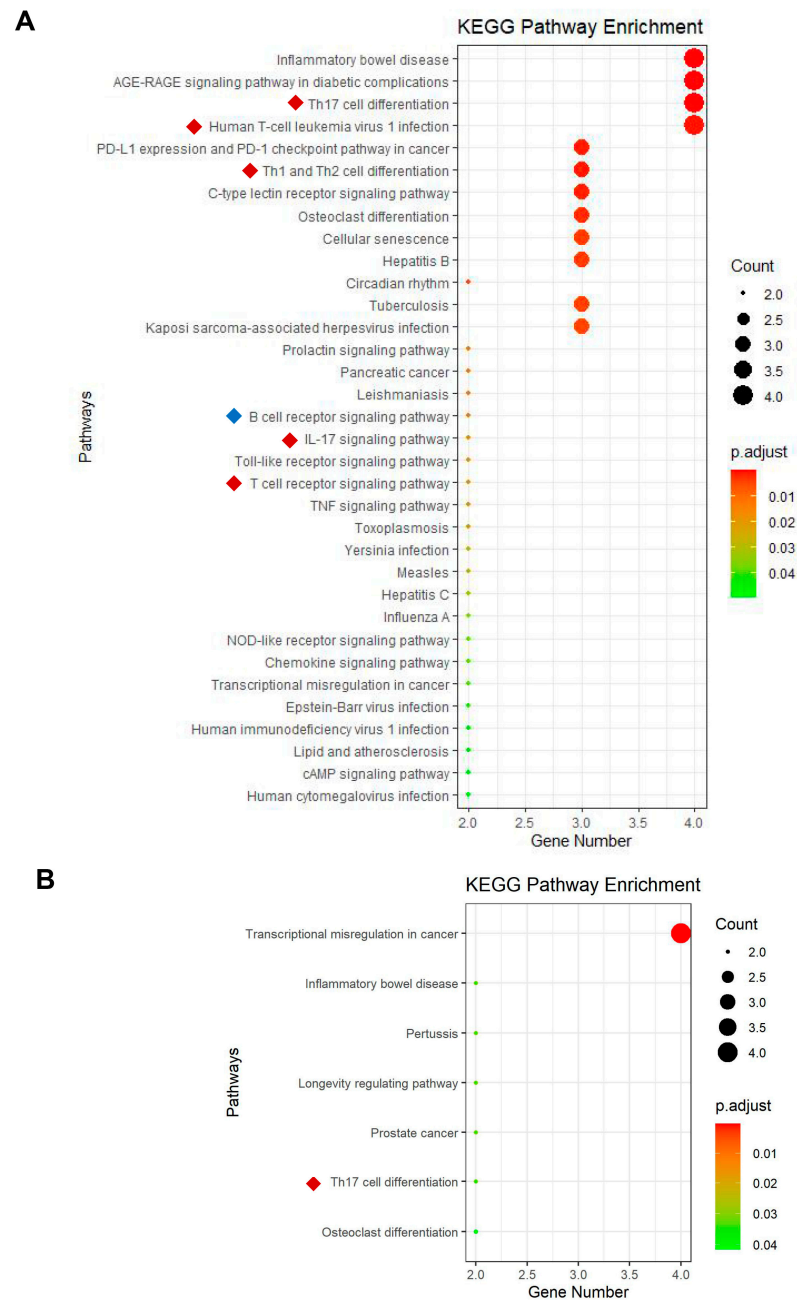 A
KEGG Pathway Enrichment
Inflammatory bowel disease
AGE-RAGE signaling pathway in diabetic complications
Th17 cell differentiation
Human T-cell leukemia virus 1 infection
PD-L1 expression and PD-1 checkpoint pathway in cancer
Th1 and Th2 cell differentiation
C-type lectin receptor signaling pathway
Osteoclast differentiation
Cellular senescence
Hepatitis B
Circadian rhythm
Tuberculosis
Kaposi sarcoma-associated herpesvirus infection
Prolactin signaling pathway
Pancreatic cancer
Leishmaniasis
B cell receptor signaling pathway
IL-17 signaling pathway
Toll-like receptor signaling pathway
T cell receptor signaling pathway
TNF signaling pathway
Toxoplasmosis
Yersinia infection
Measles
Hepatitis C
Influenza A
NOD-like receptor signaling pathway
Chemokine signaling pathway
Transcriptional misregulation in cancer
Epstein-Barr virus infection
Human immunodeficiency virus 1 infection
Lipid and atherosclerosis
cAMP signaling pathway
Human cytomegalovirus infection
Pathways
2.0 2.5 3.0 3.5 4.0
Gene Number
Count
2.0
2.5
3.0
3.5
4.0
p.adjust
0.01
0.02
0.03
0.04
B
KEGG Pathway Enrichment
Transcriptional misregulation in cancer
Inflammatory bowel disease
Pertussis
Longevity regulating pathway
Prostate cancer
Th17 cell differentiation
Osteoclast differentiation
Pathways
2.0 2.5 3.0 3.5 4.0
Gene Number
Count
2.0
2.5
3.0
3.5
4.0
p.adjust
0.01
0.02
0.03
0.04